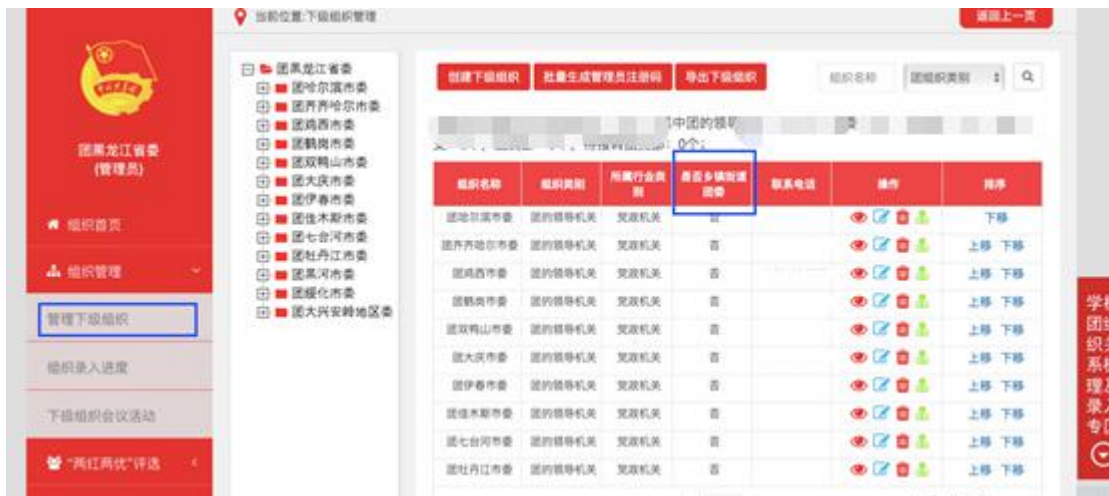 当前位置:下级组织管理
返回上一页
团黑龙江省委
(管理员)
组织首页
组织管理
管理下级组织
组织录入进度
下级组织会议活动
"两红两优"评选
团黑龙江省委
团哈尔滨市委
团齐齐哈尔市委
团鸡西市委
团鹤岗市委
团双鸭山市委
团大庆市委
团伊春市委
团佳木斯市委
团七台河市委
团牡丹江市委
团黑河市委
团绥化市委
团大兴安岭地区委
创建下级组织 批量生成管理员注册码 导出下级组织 组织名称 团组织类别
中团的领
0个;
组织名称 组织类别 所属行业类别 是否乡镇街道团委 联系电话 操作 排序
团哈尔滨市委 团的领导机关 党政机关 否 下移
团齐齐哈尔市委 团的领导机关 党政机关 否 上移 下移
团鸡西市委 团的领导机关 党政机关 否 上移 下移
团鹤岗市委 团的领导机关 党政机关 否 上移 下移
团双鸭山市委 团的领导机关 党政机关 否 上移 下移
团大庆市委 团的领导机关 党政机关 否 上移 下移
团伊春市委 团的领导机关 党政机关 否 上移 下移
团佳木斯市委 团的领导机关 党政机关 否 上移 下移
团七台河市委 团的领导机关 党政机关 否 上移 下移
团牡丹江市委 团的领导机关 党政机关 否 上移 下移